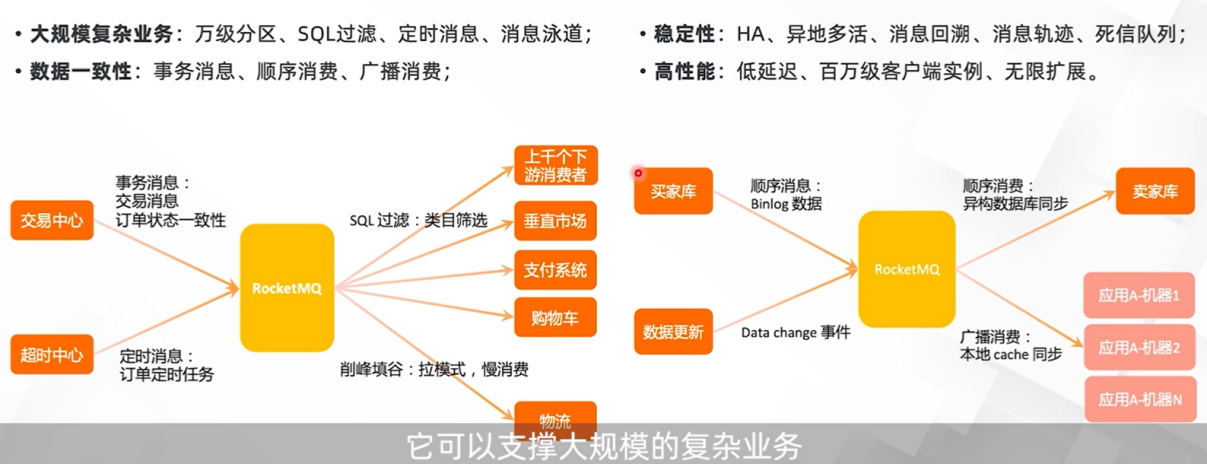 • 大规模复杂业务：万级分区、SQL过滤、定时消息、消息泳道；
• 数据一致性：事务消息、顺序消费、广播消费；
• 稳定性：HA、异地多活、消息回溯、消息轨迹、死信队列；
• 高性能：低延迟、百万级客户端实例、无限扩展。
交易中心
超时中心
事务消息：
交易消息
订单状态一致性
定时消息：
订单定时任务
RocketMQ
SQL 过滤：类目筛选
削峰填谷：拉模式，慢消费
上千个下
游消费者
垂直市场
支付系统
购物车
物流
买家库
数据更新
顺序消息：
Binlog 数据
Data change 事件
RocketMQ
顺序消费：
异构数据库同步
广播消费：
本地 cache 同步
卖家库
应用A-机器1
应用A-机器2
应用A-机器N
它可以支撑大规模的复杂业务